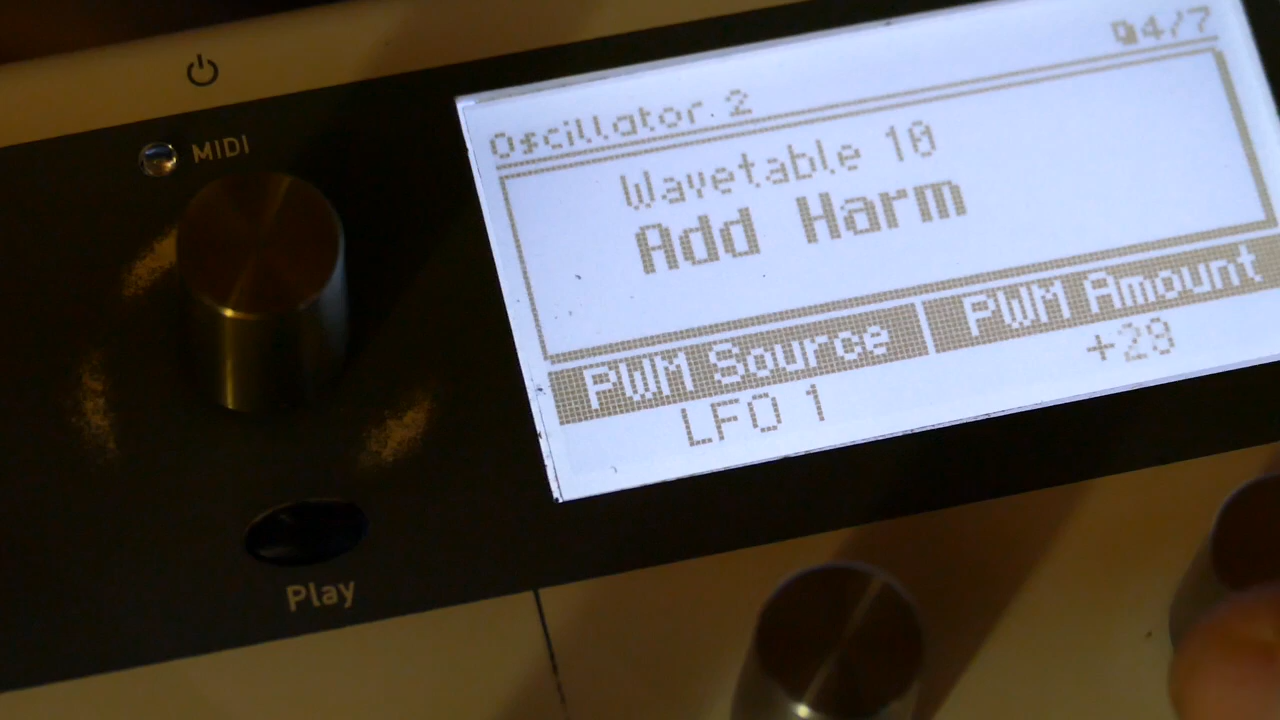 MIDI
4/7
Oscillator 2
Wavetable 10
Add Harm
PWM Source PWM Amount
LFO 1 +28
Play